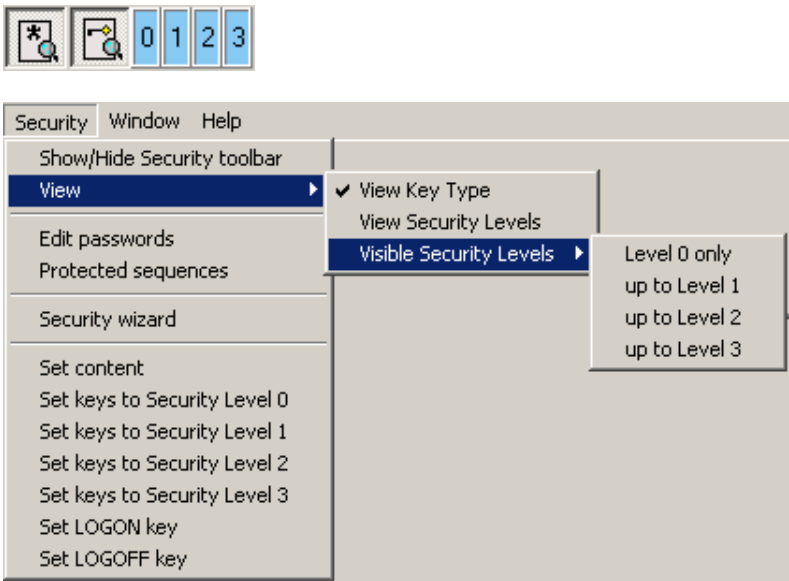 * 0 1 2 3
Security Window Help
Show/Hide Security toolbar
View
View Key Type
View Security Levels
Visible Security Levels
Level 0 only
up to Level 1
up to Level 2
up to Level 3
Edit passwords
Protected sequences
Security wizard
Set content
Set keys to Security Level 0
Set keys to Security Level 1
Set keys to Security Level 2
Set keys to Security Level 3
Set LOGON key
Set LOGOFF key